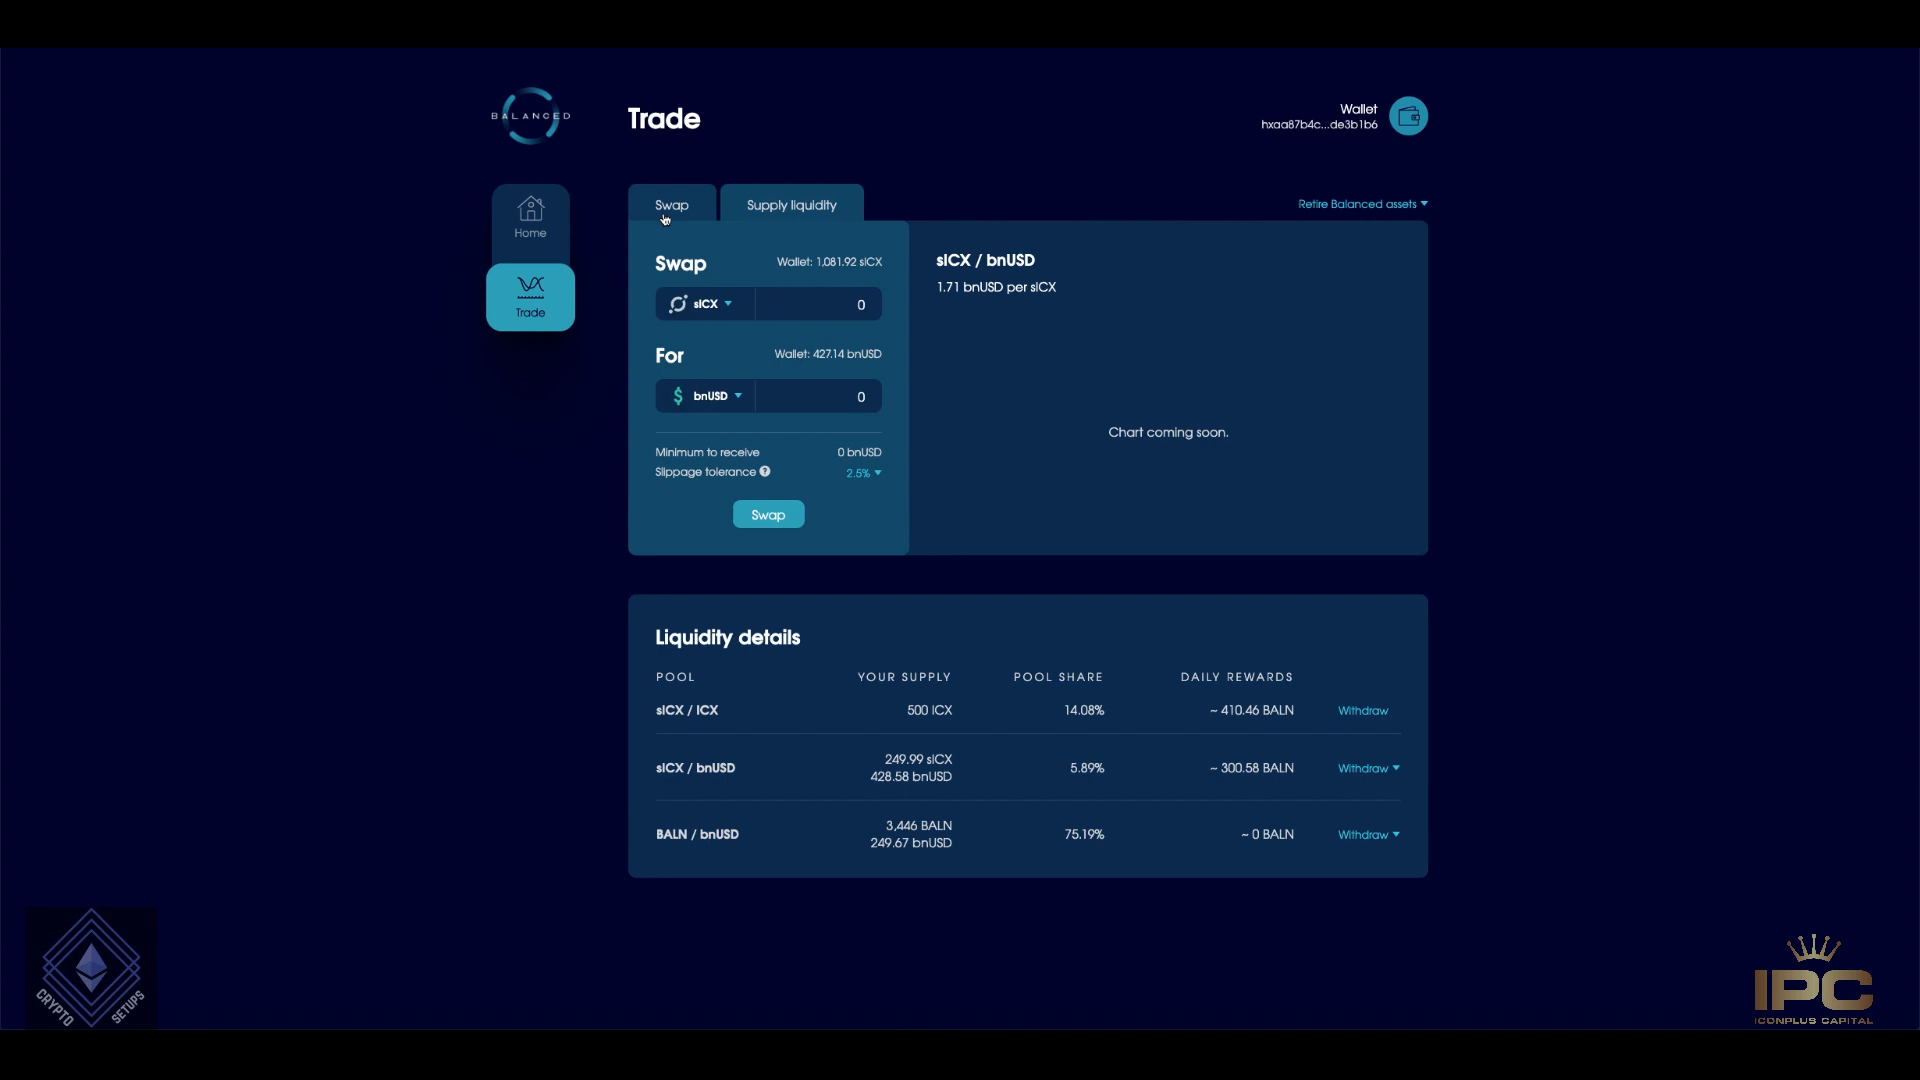 BALANCED
Trade
Wallet
hxaa87b4c...de3b1b6
Home
Trade
Swap
Supply liquidity
Retire Balanced assets
Swap
Wallet: 1,081.92 sICX
sICX
0
For
Wallet: 427.14 bnUSD
bnUSD
0
Minimum to receive
0 bnUSD
Slippage tolerance ?
2.5%
Swap
sICX / bnUSD
1.71 bnUSD per sICX
Chart coming soon.
Liquidity details
POOL YOUR SUPPLY POOL SHARE DAILY REWARDS
sICX / ICX 500 ICX 14.08% ~ 410.46 BALN Withdraw
sICX / bnUSD 249.99 sICX 428.58 bnUSD 5.89% ~ 300.58 BALN Withdraw
BALN / bnUSD 3,446 BALN 249.67 bnUSD 75.19% ~ 0 BALN Withdraw
CRYPTO SETUPS
IPC
ICONPLUS CAPITAL